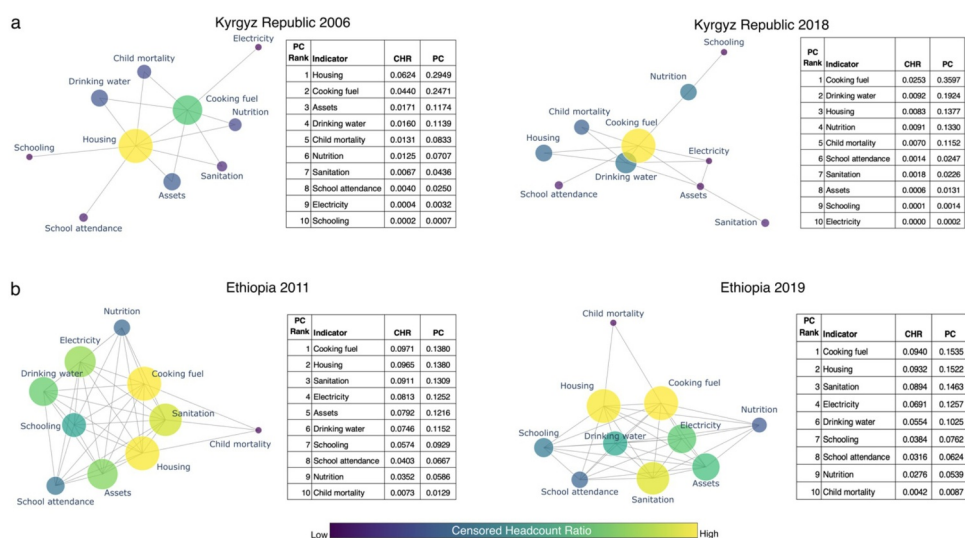 a
Kyrgyz Republic 2006
Electricity
Child mortality
Drinking water
Cooking fuel
Nutrition
Housing
Schooling
Sanitation
Assets
School attendance
PC
Rank Indicator CHR PC
1 Housing 0.0624 0.2949
2 Cooking fuel 0.0440 0.2471
3 Assets 0.0171 0.1174
4 Drinking water 0.0160 0.1139
5 Child mortality 0.0131 0.0833
6 Nutrition 0.0125 0.0707
7 Sanitation 0.0067 0.0436
8 School attendance 0.0040 0.0250
9 Electricity 0.0004 0.0032
10 Schooling 0.0002 0.0007
Kyrgyz Republic 2018
Schooling
Nutrition
Child mortality
Cooking fuel
Housing
Electricity
Drinking water
School attendance
Assets
Sanitation
PC
Rank Indicator CHR PC
1 Cooking fuel 0.0253 0.3597
2 Drinking water 0.0092 0.1924
3 Housing 0.0083 0.1377
4 Nutrition 0.0091 0.1330
5 Child mortality 0.0070 0.1152
6 School attendance 0.0014 0.0247
7 Sanitation 0.0018 0.0226
8 Assets 0.0006 0.0131
9 Schooling 0.0001 0.0014
10 Electricity 0.0000 0.0002
b
Ethiopia 2011
Nutrition
Electricity
Drinking water
Cooking fuel
Sanitation
Schooling
Child mortality
Housing
Assets
School attendance
PC
Rank Indicator CHR PC
1 Cooking fuel 0.0971 0.1380
2 Housing 0.0965 0.1380
3 Sanitation 0.0911 0.1309
4 Electricity 0.0813 0.1252
5 Assets 0.0792 0.1216
6 Drinking water 0.0746 0.1152
7 Schooling 0.0574 0.0929
8 School attendance 0.0403 0.0667
9 Nutrition 0.0352 0.0586
10 Child mortality 0.0073 0.0129
Ethiopia 2019
Child mortality
Housing
Cooking fuel
Nutrition
Schooling
Drinking water
Electricity
School attendance
Sanitation
Assets
PC
Rank Indicator CHR PC
1 Cooking fuel 0.0940 0.1535
2 Housing 0.0932 0.1522
3 Sanitation 0.0894 0.1463
4 Electricity 0.0691 0.1257
6 Drinking water 0.0554 0.1025
7 Schooling 0.0384 0.0762
8 School attendance 0.0316 0.0624
9 Nutrition 0.0276 0.0539
10 Child mortality 0.0042 0.0087
Low Censored Headcount Ratio High